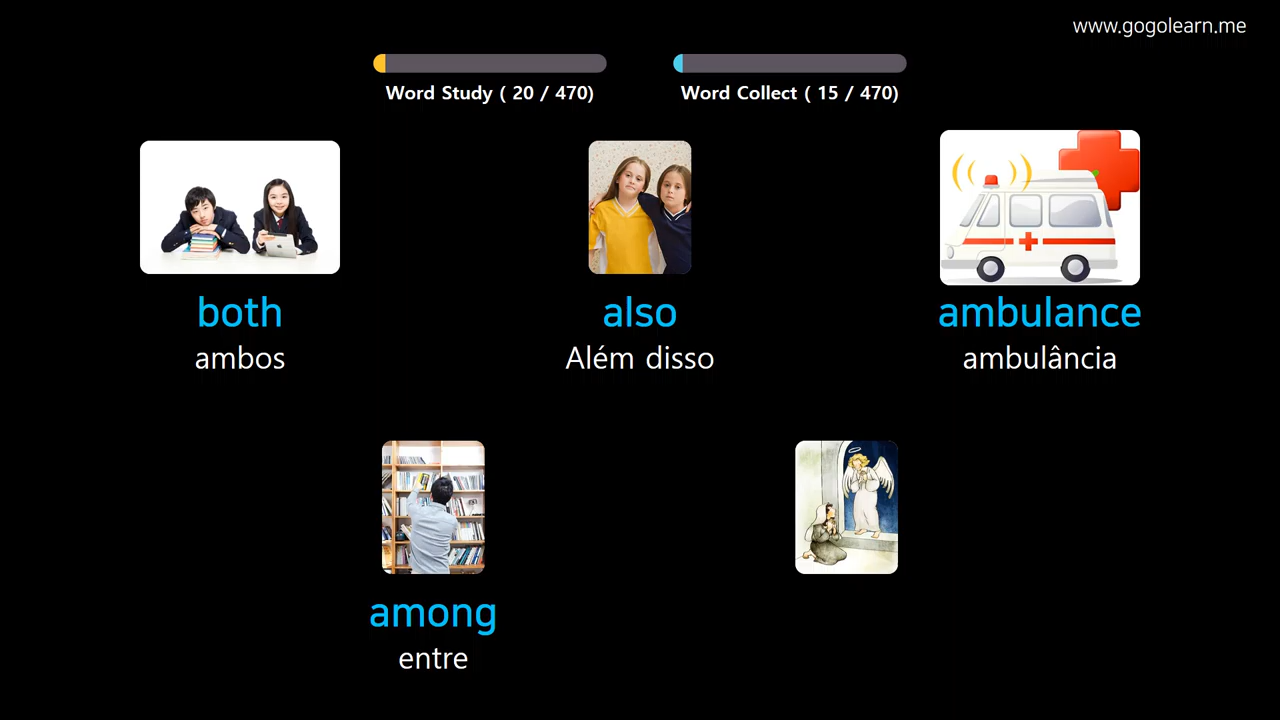 www.gogolearn.me
Word Study ( 20 / 470)
Word Collect ( 15 / 470)
both
ambos
also
Além disso
ambulance
ambulância
among
entre